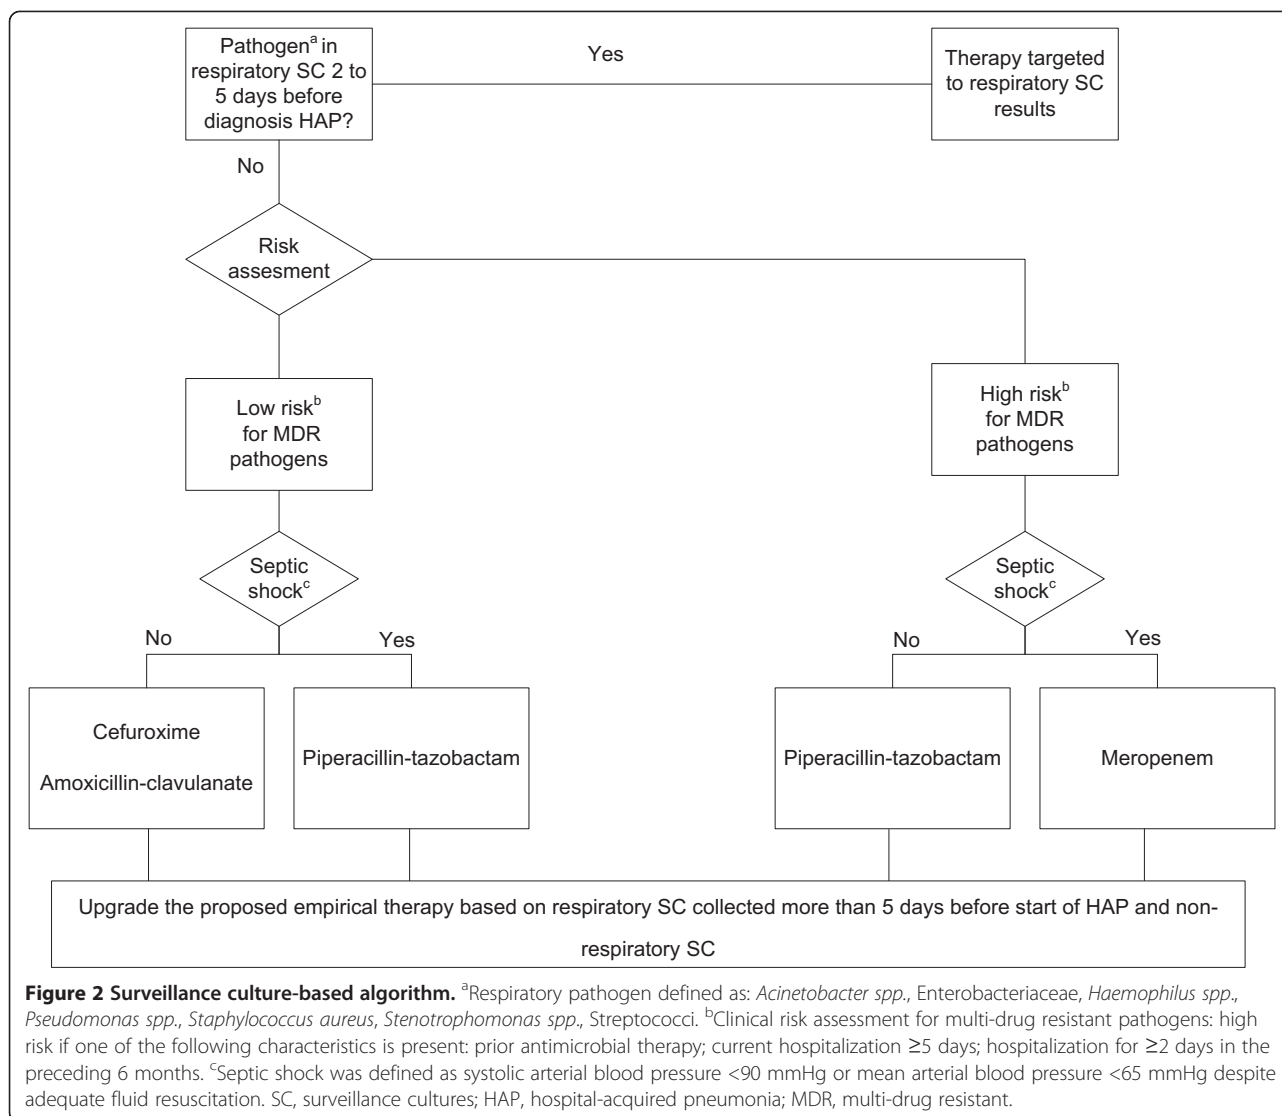 Pathogenᵃ in
respiratory SC 2 to
5 days before
diagnosis HAP?
Yes
Therapy targeted
to respiratory SC
results
No
Risk
assesment
Low riskᵇ
for MDR
pathogens
High riskᵇ
for MDR
pathogens
Septic
shockᶜ
Septic
shockᶜ
No
Yes
No
Yes
Cefuroxime
Amoxicillin-clavulanate
Piperacillin-tazobactam
Piperacillin-tazobactam
Meropenem
Upgrade the proposed empirical therapy based on respiratory SC collected more than 5 days before start of HAP and non-
respiratory SC
Figure 2 Surveillance culture-based algorithm. ᵃRespiratory pathogen defined as: Acinetobacter spp., Enterobacteriaceae, Haemophilus spp.,
Pseudomonas spp., Staphylococcus aureus, Stenotrophomonas spp., Streptococci. ᵇClinical risk assessment for multi-drug resistant pathogens: high
risk if one of the following characteristics is present: prior antimicrobial therapy; current hospitalization ≥5 days; hospitalization for ≥2 days in the
preceding 6 months. ᶜSeptic shock was defined as systolic arterial blood pressure <90 mmHg or mean arterial blood pressure <65 mmHg despite
adequate fluid resuscitation. SC, surveillance cultures; HAP, hospital-acquired pneumonia; MDR, multi-drug resistant.